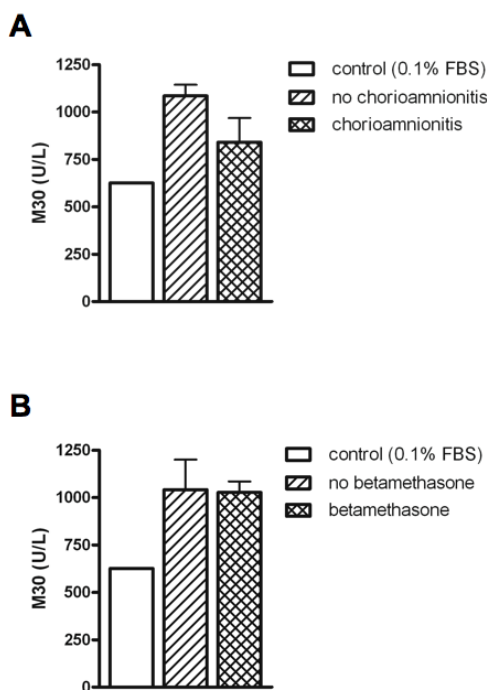 A
1250
1000
750
500
250
0
M30 (U/L)
control (0.1% FBS)
no chorioamnionitis
chorioamnionitis
B
1250
1000
750
500
250
0
M30 (U/L)
control (0.1% FBS)
no betamethasone
betamethasone